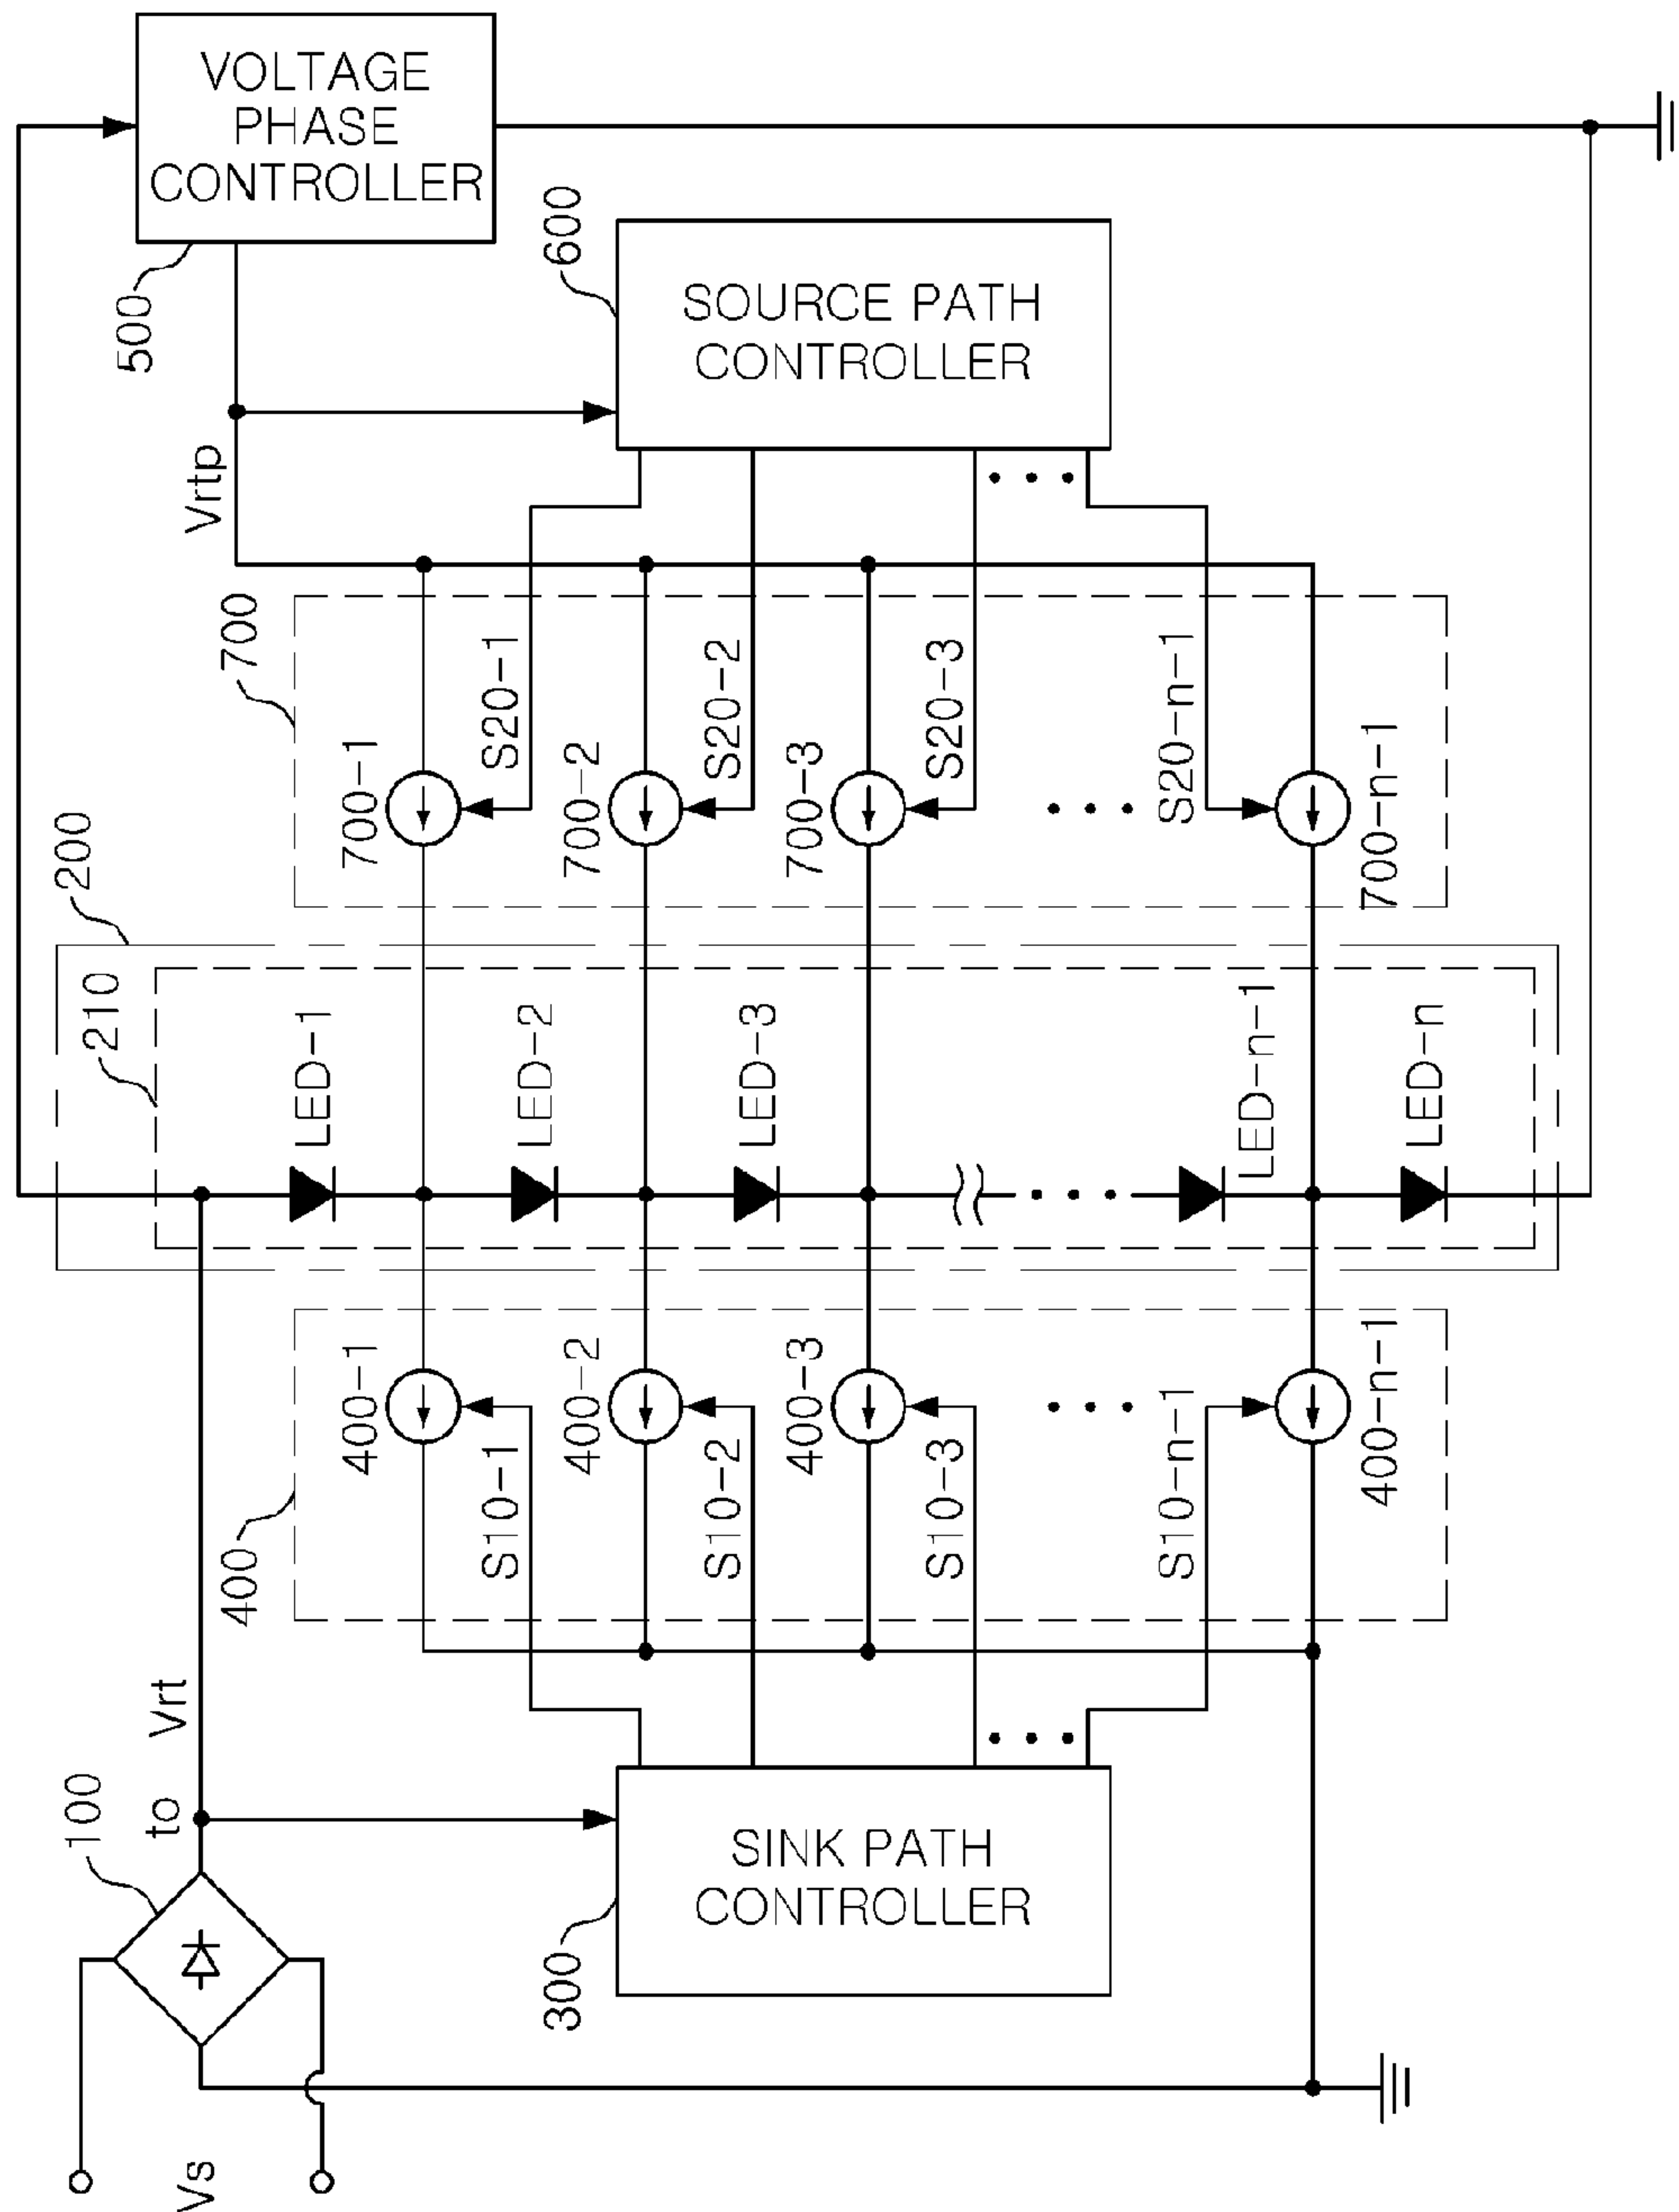 VOLTAGE
PHASE
CONTROLLER
500
600
SOURCE PATH
CONTROLLER
Vrtp
700
S20-1
S20-2
S20-3
S20-n-1
700-1
700-2
700-3
700-n-1
200
210
LED-1
LED-2
LED-3
LED-n-1
LED-n
400-1
400-2
400-3
400-n-1
400
S10-1
S10-2
S10-3
S10-n-1
Vrt
to
100
SINK PATH
CONTROLLER
300
Vs